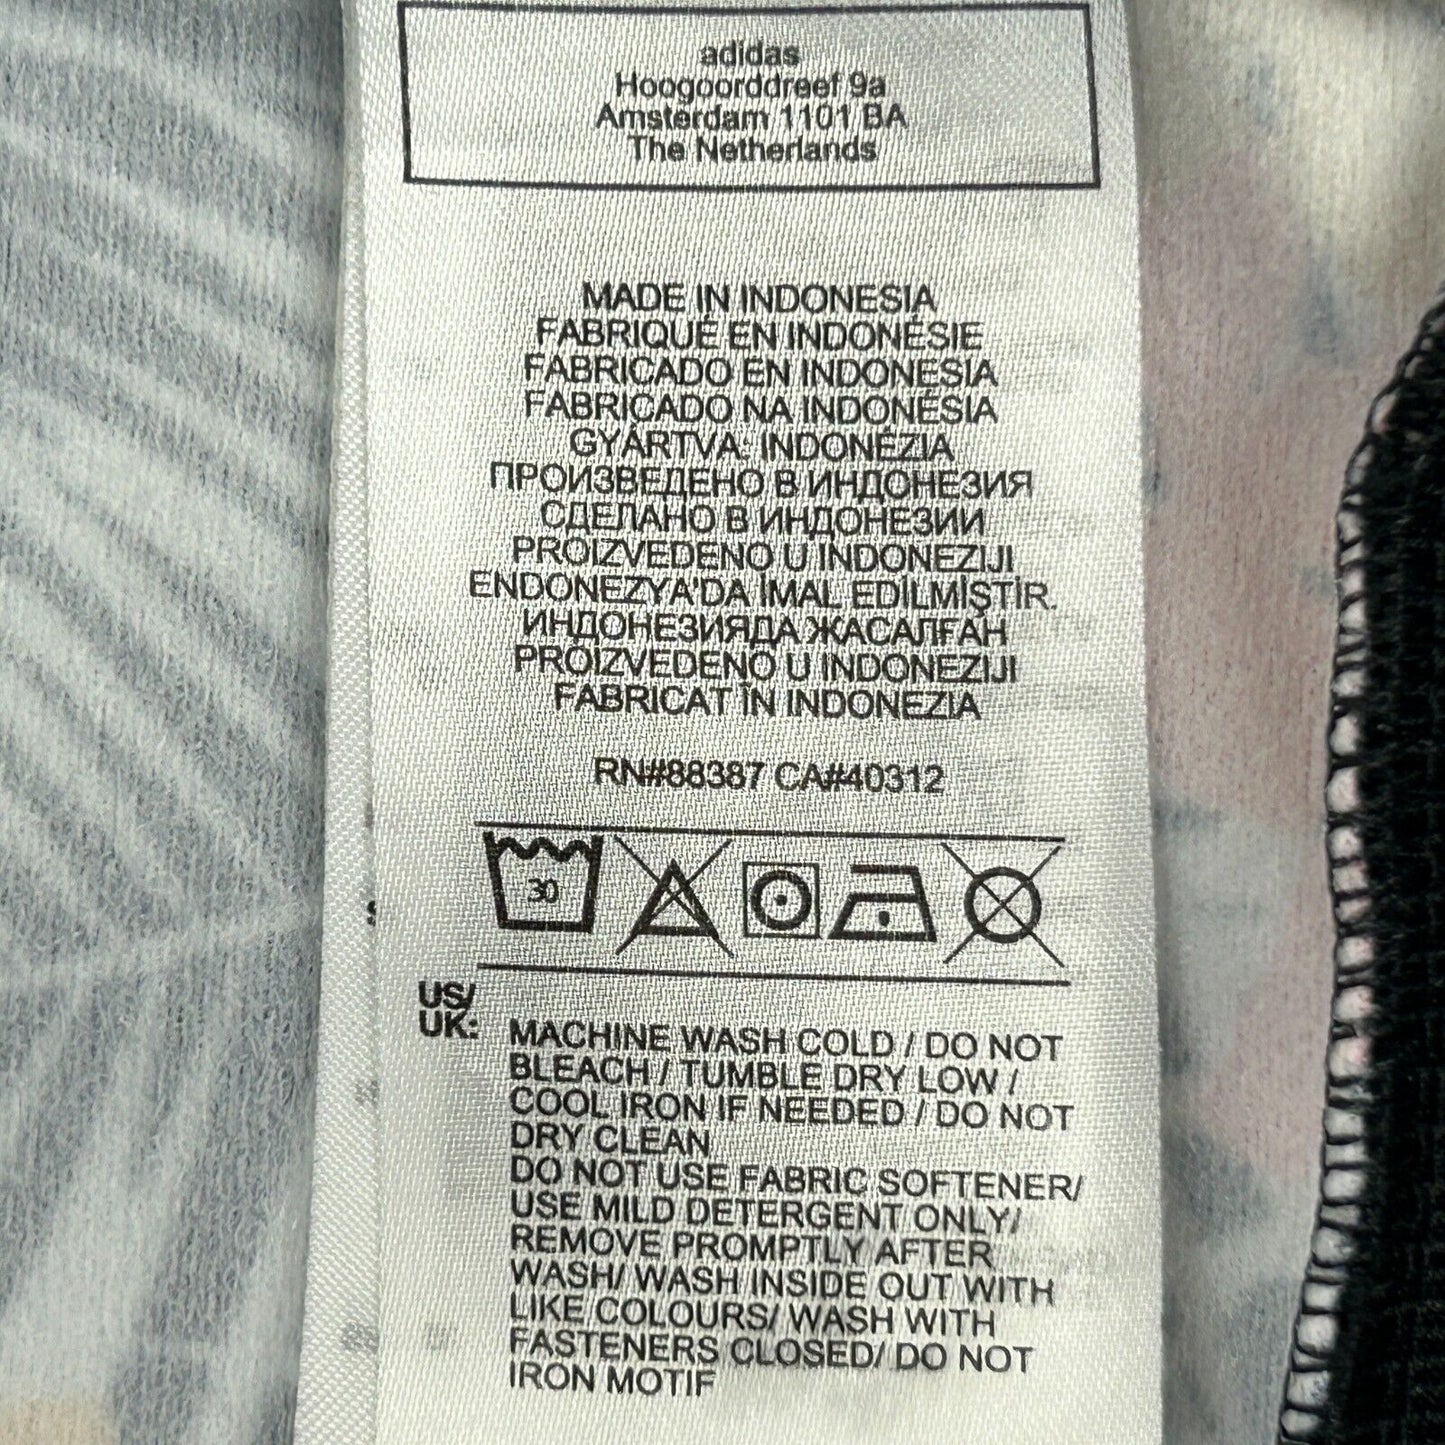 adidas
Hoogoorddreef 9a
Amsterdam 1101 BA
The Netherlands
MADE IN INDONESIA
FABRIQUÉ EN INDONÉSIE
FABRICADO EN INDONESIA
FABRICADO NA INDONÉSIA
GYÁRTVA: INDONÉZIA
ПРОИЗВЕДЕНО В ИНДОНЕЗИЯ
СДЕЛАНО В ИНДОНЕЗИИ
PROIZVEDENO U INDONEZIJI
ENDONEZYA'DA İMAL EDİLMİŞTİR.
ИНДОНЕЗИЯДА ЖАСАЛҒАН
PROIZVEDENO U INDONEZIJI
FABRICAT ÎN INDONEZIA
RN#88387 CA#40312
30
US/
UK:
MACHINE WASH COLD / DO NOT
BLEACH / TUMBLE DRY LOW /
COOL IRON IF NEEDED / DO NOT
DRY CLEAN
DO NOT USE FABRIC SOFTENER/
USE MILD DETERGENT ONLY/
REMOVE PROMPTLY AFTER
WASH/ WASH INSIDE OUT WITH
LIKE COLOURS/ WASH WITH
FASTENERS CLOSED/ DO NOT
IRON MOTIF